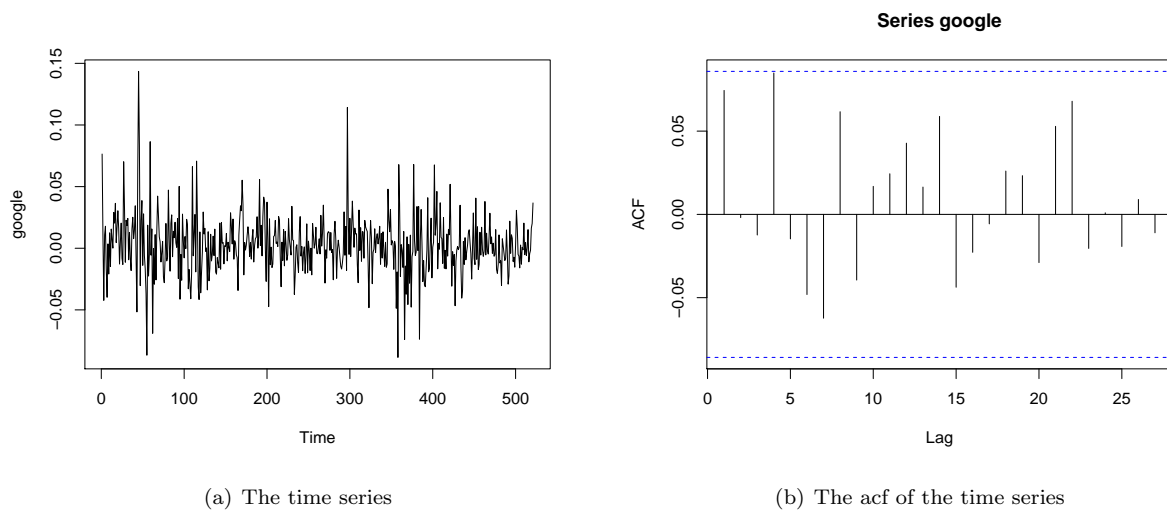 google
0.15
0.10
0.05
0.00
−0.05
0 100 200 300 400 500
Time
(a) The time series
Series google
ACF
0.05
0.00
−0.05
0 5 10 15 20 25
Lag
(b) The acf of the time series